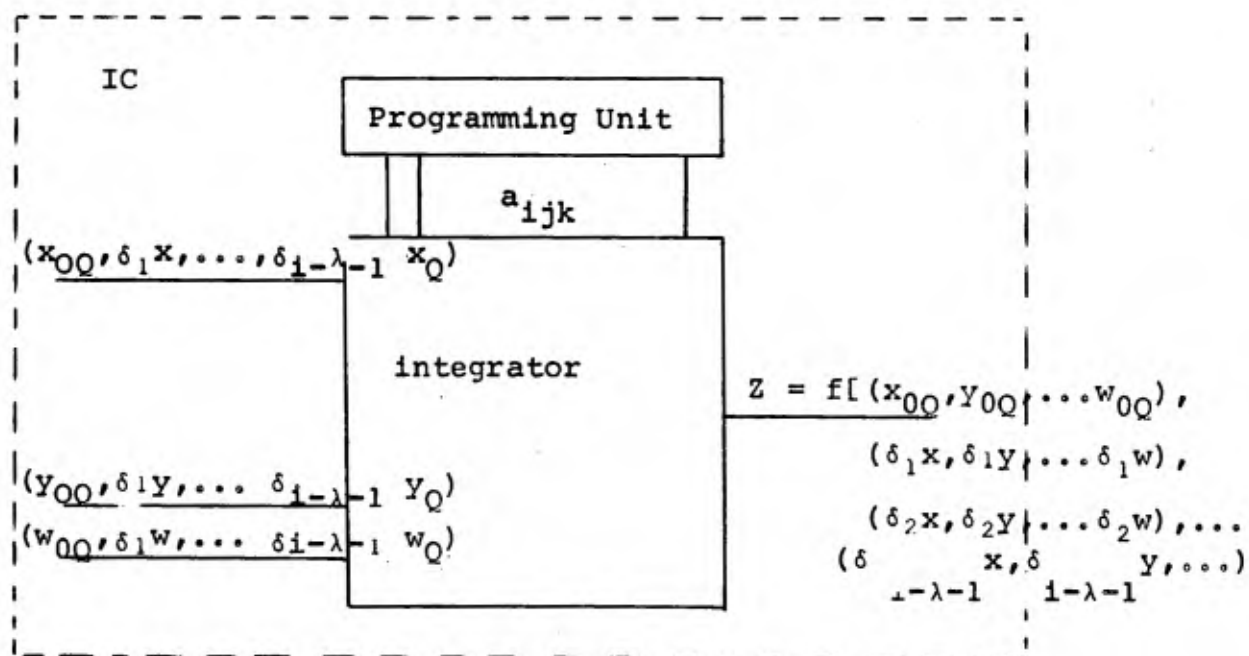 IC
Programming Unit
a_ijk
(x_0Q, δ_1x, ..., δ_i-λ-1 x_Q)
integrator
Z = f[(x_0Q, y_0Q, ...w_0Q),
(δ_1x, δ_1y, ...δ_1w),
(y_0Q, δ_1y, ... δ_i-λ-1 y_Q)
(δ_2x, δ_2y, ...δ_2w), ...
(w_0Q, δ_1w, ... δ_i-λ-1 w_Q)
(δ_i-λ-1 x, δ_i-λ-1 y, ...)